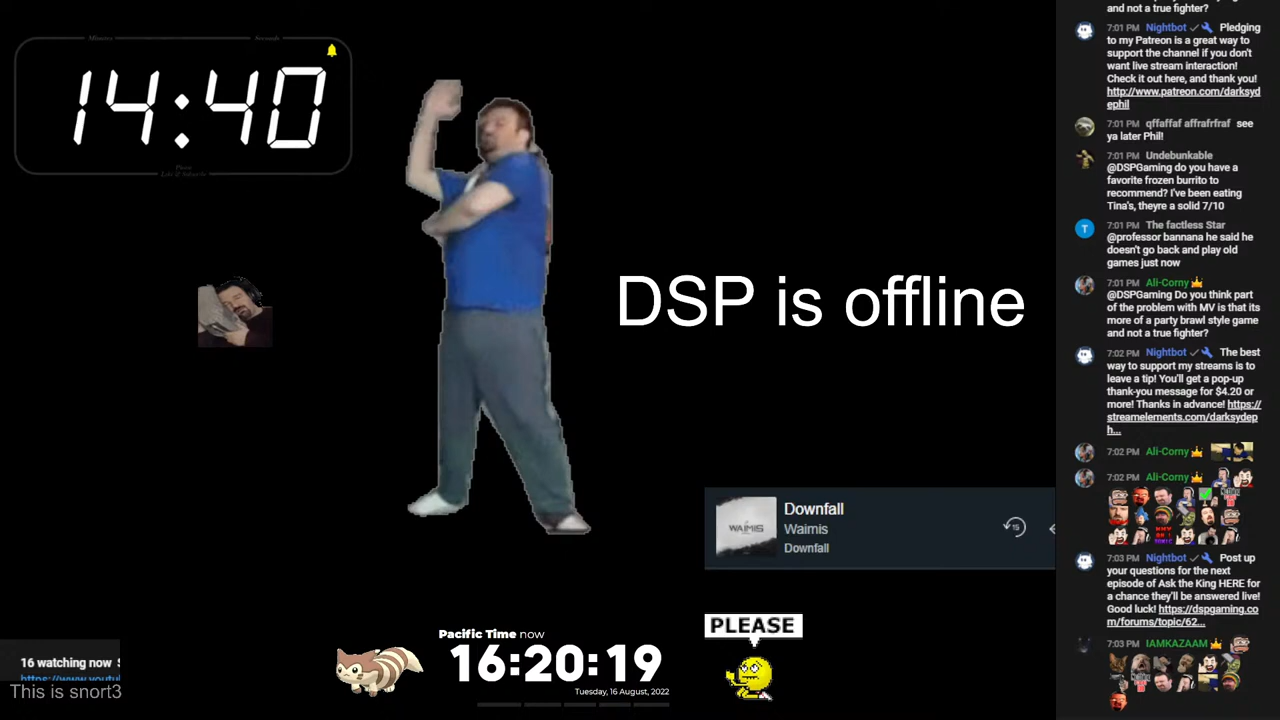 14:40
DSP is offline
Downfall
Waimis
Downfall
WAIMIS
15
PLEASE
Pacific Time now
16:20:19
Tuesday, 16 August, 2022
16 watching now
This is snort3
and not a true fighter?
7:01 PM Nightbot Pledging
to my Patreon is a great way to
support the channel if you don't
want live stream interaction!
Check it out here, and thank you!
http://www.patreon.com/darksyd
ephil
7:01 PM qffaffaf affrafrfraf see
ya later Phil!
7:01 PM Undebunkable
@DSPGaming do you have a
favorite frozen burrito to
recommend? I've been eating
Tina's, theyre a solid 7/10
7:01 PM The factless Star
@professor bannana he said he
doesn't go back and play old
games just now
7:01 PM Ali-Corny
@DSPGaming Do you think part
of the problem with MV is that its
more of a party brawl style game
and not a true fighter?
7:02 PM Nightbot The best
way to support my streams is to
leave a tip! You'll get a pop-up
thank-you message for $4.20 or
more! Thanks in advance! https://
streamelements.com/darksydep
h...
7:02 PM Ali-Corny
7:02 PM Ali-Corny
7:03 PM Nightbot Post up
your questions for the next
episode of Ask the King HERE for
a chance they'll be answered live!
Good luck! https://dspgaming.co
m/forums/topic/62...
7:03 PM IAMKAZAAM